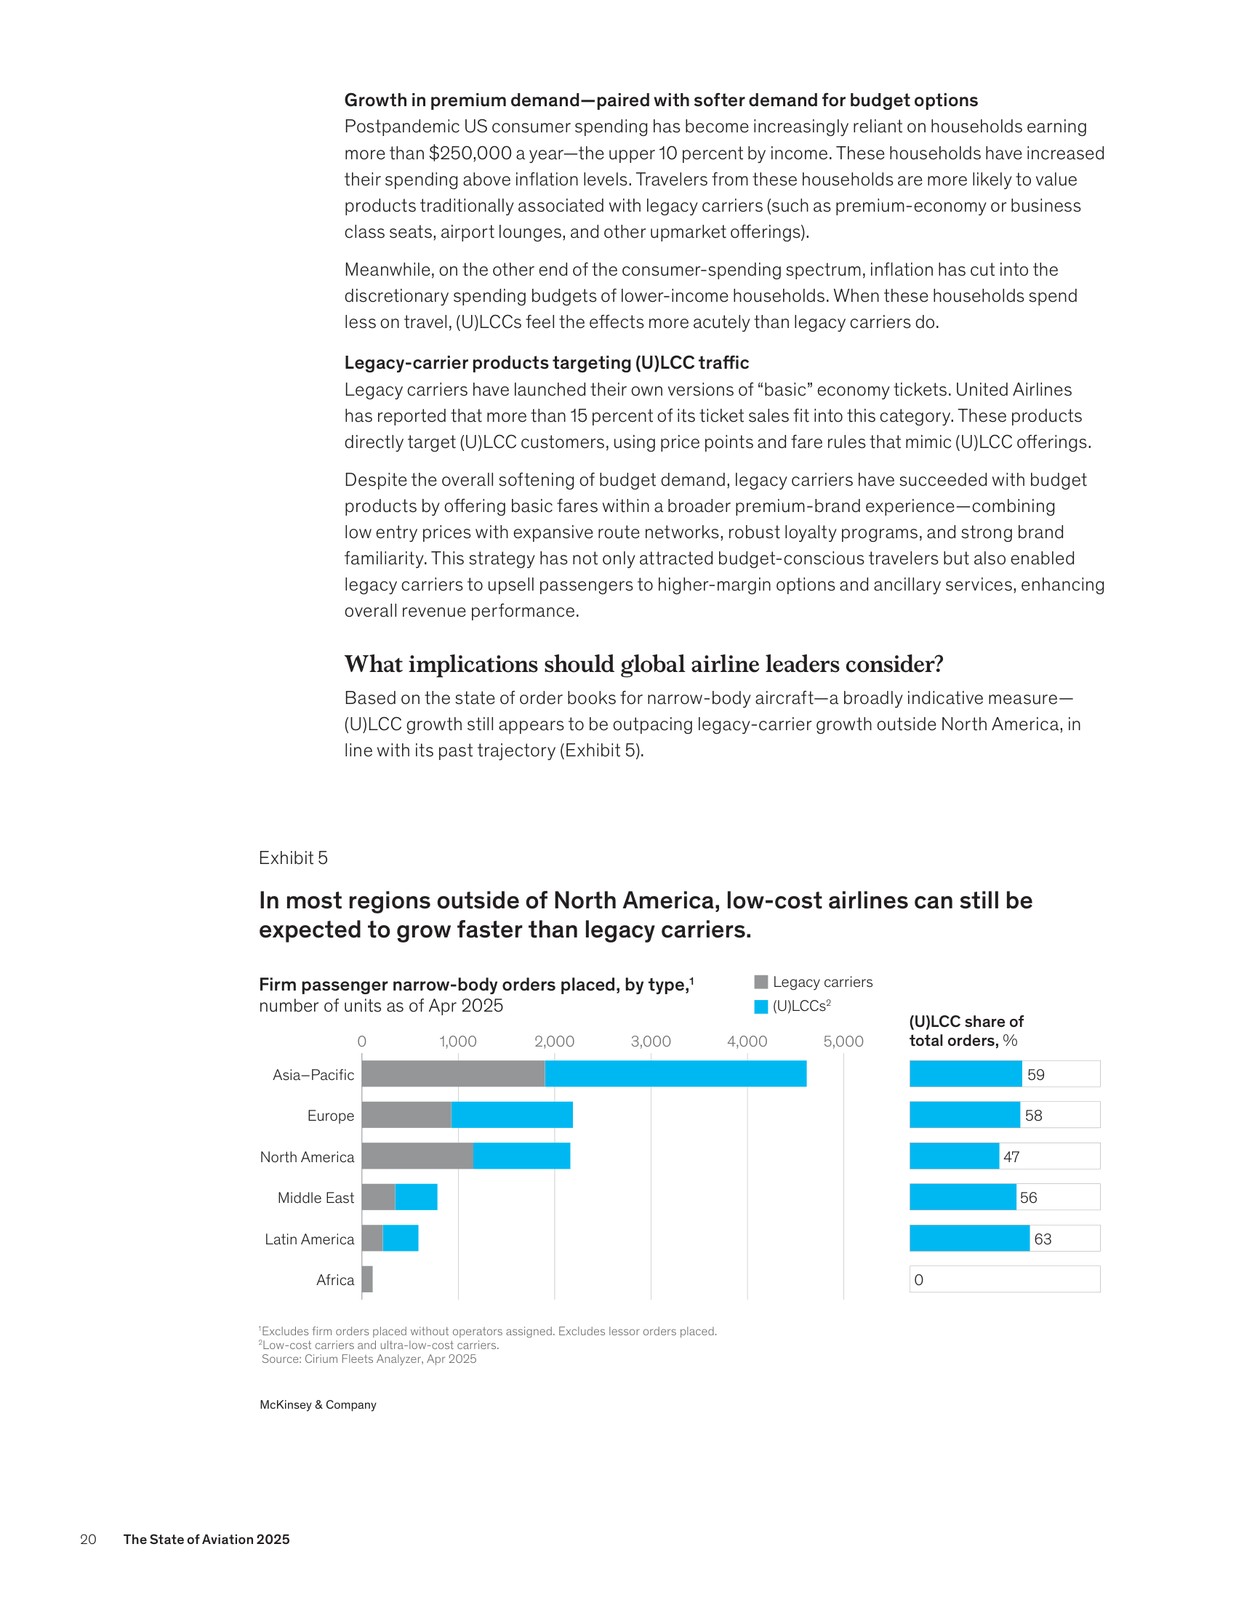 Growth in premium demand—paired with softer demand for budget options
Postpandemic US consumer spending has become increasingly reliant on households earning
more than $250,000 a year—the upper 10 percent by income. These households have increased
their spending above inflation levels. Travelers from these households are more likely to value
products traditionally associated with legacy carriers (such as premium-economy or business
class seats, airport lounges, and other upmarket offerings).
Meanwhile, on the other end of the consumer-spending spectrum, inflation has cut into the
discretionary spending budgets of lower-income households. When these households spend
less on travel, (U)LCCs feel the effects more acutely than legacy carriers do.
Legacy-carrier products targeting (U)LCC traffic
Legacy carriers have launched their own versions of “basic” economy tickets. United Airlines
has reported that more than 15 percent of its ticket sales fit into this category. These products
directly target (U)LCC customers, using price points and fare rules that mimic (U)LCC offerings.
Despite the overall softening of budget demand, legacy carriers have succeeded with budget
products by offering basic fares within a broader premium-brand experience—combining
low entry prices with expansive route networks, robust loyalty programs, and strong brand
familiarity. This strategy has not only attracted budget-conscious travelers but also enabled
legacy carriers to upsell passengers to higher-margin options and ancillary services, enhancing
overall revenue performance.
What implications should global airline leaders consider?
Based on the state of order books for narrow-body aircraft—a broadly indicative measure—
(U)LCC growth still appears to be outpacing legacy-carrier growth outside North America, in
line with its past trajectory (Exhibit 5).
Exhibit 5
In most regions outside of North America, low-cost airlines can still be
expected to grow faster than legacy carriers.
Firm passenger narrow-body orders placed, by type,¹
number of units as of Apr 2025
Legacy carriers
(U)LCCs²
(U)LCC share of
total orders, %
0 1,000 2,000 3,000 4,000 5,000
Asia–Pacific 59
Europe 58
North America 47
Middle East 56
Latin America 63
Africa 0
¹Excludes firm orders placed without operators assigned. Excludes lessor orders placed.
²Low-cost carriers and ultra-low-cost carriers.
Source: Cirium Fleets Analyzer, Apr 2025
McKinsey & Company
20 The State of Aviation 2025